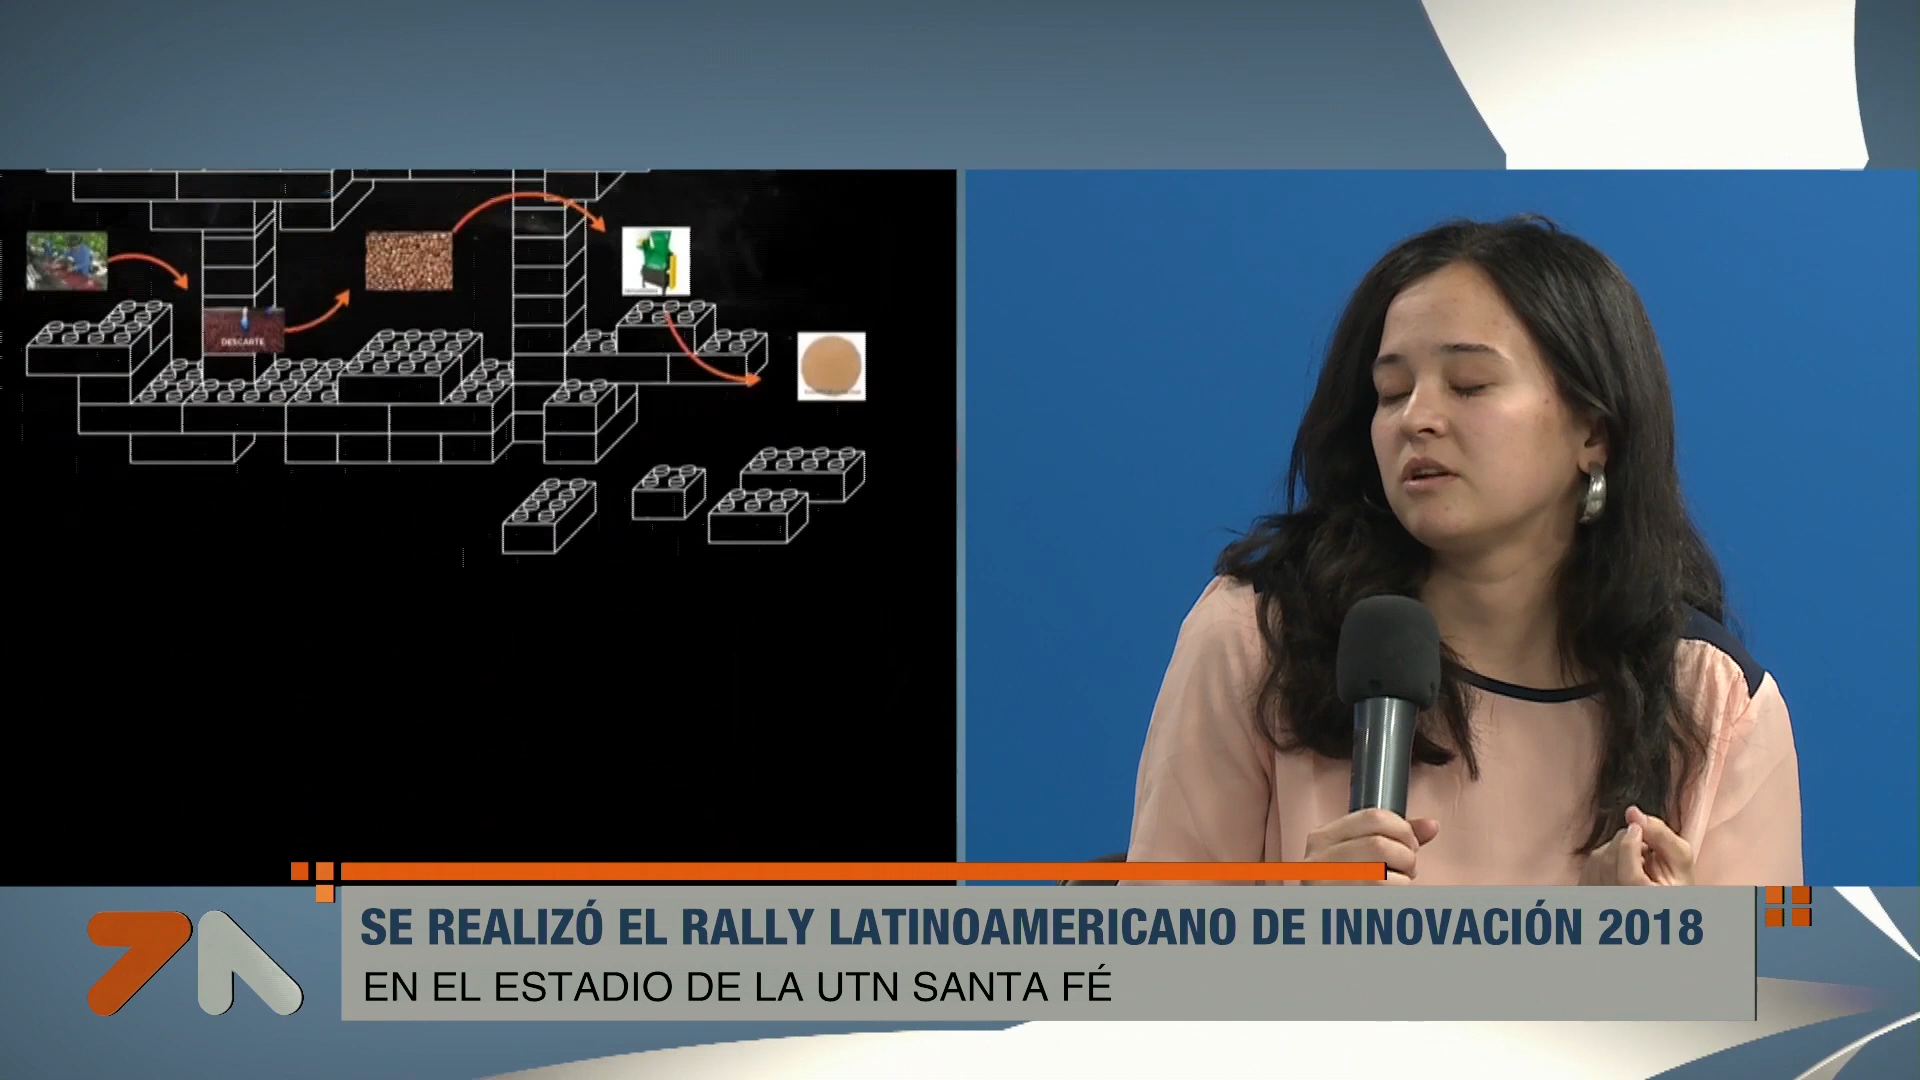 DESCARTE
SE REALIZÓ EL RALLY LATINOAMERICANO DE INNOVACIÓN 2018
EN EL ESTADIO DE LA UTN SANTA FÉ